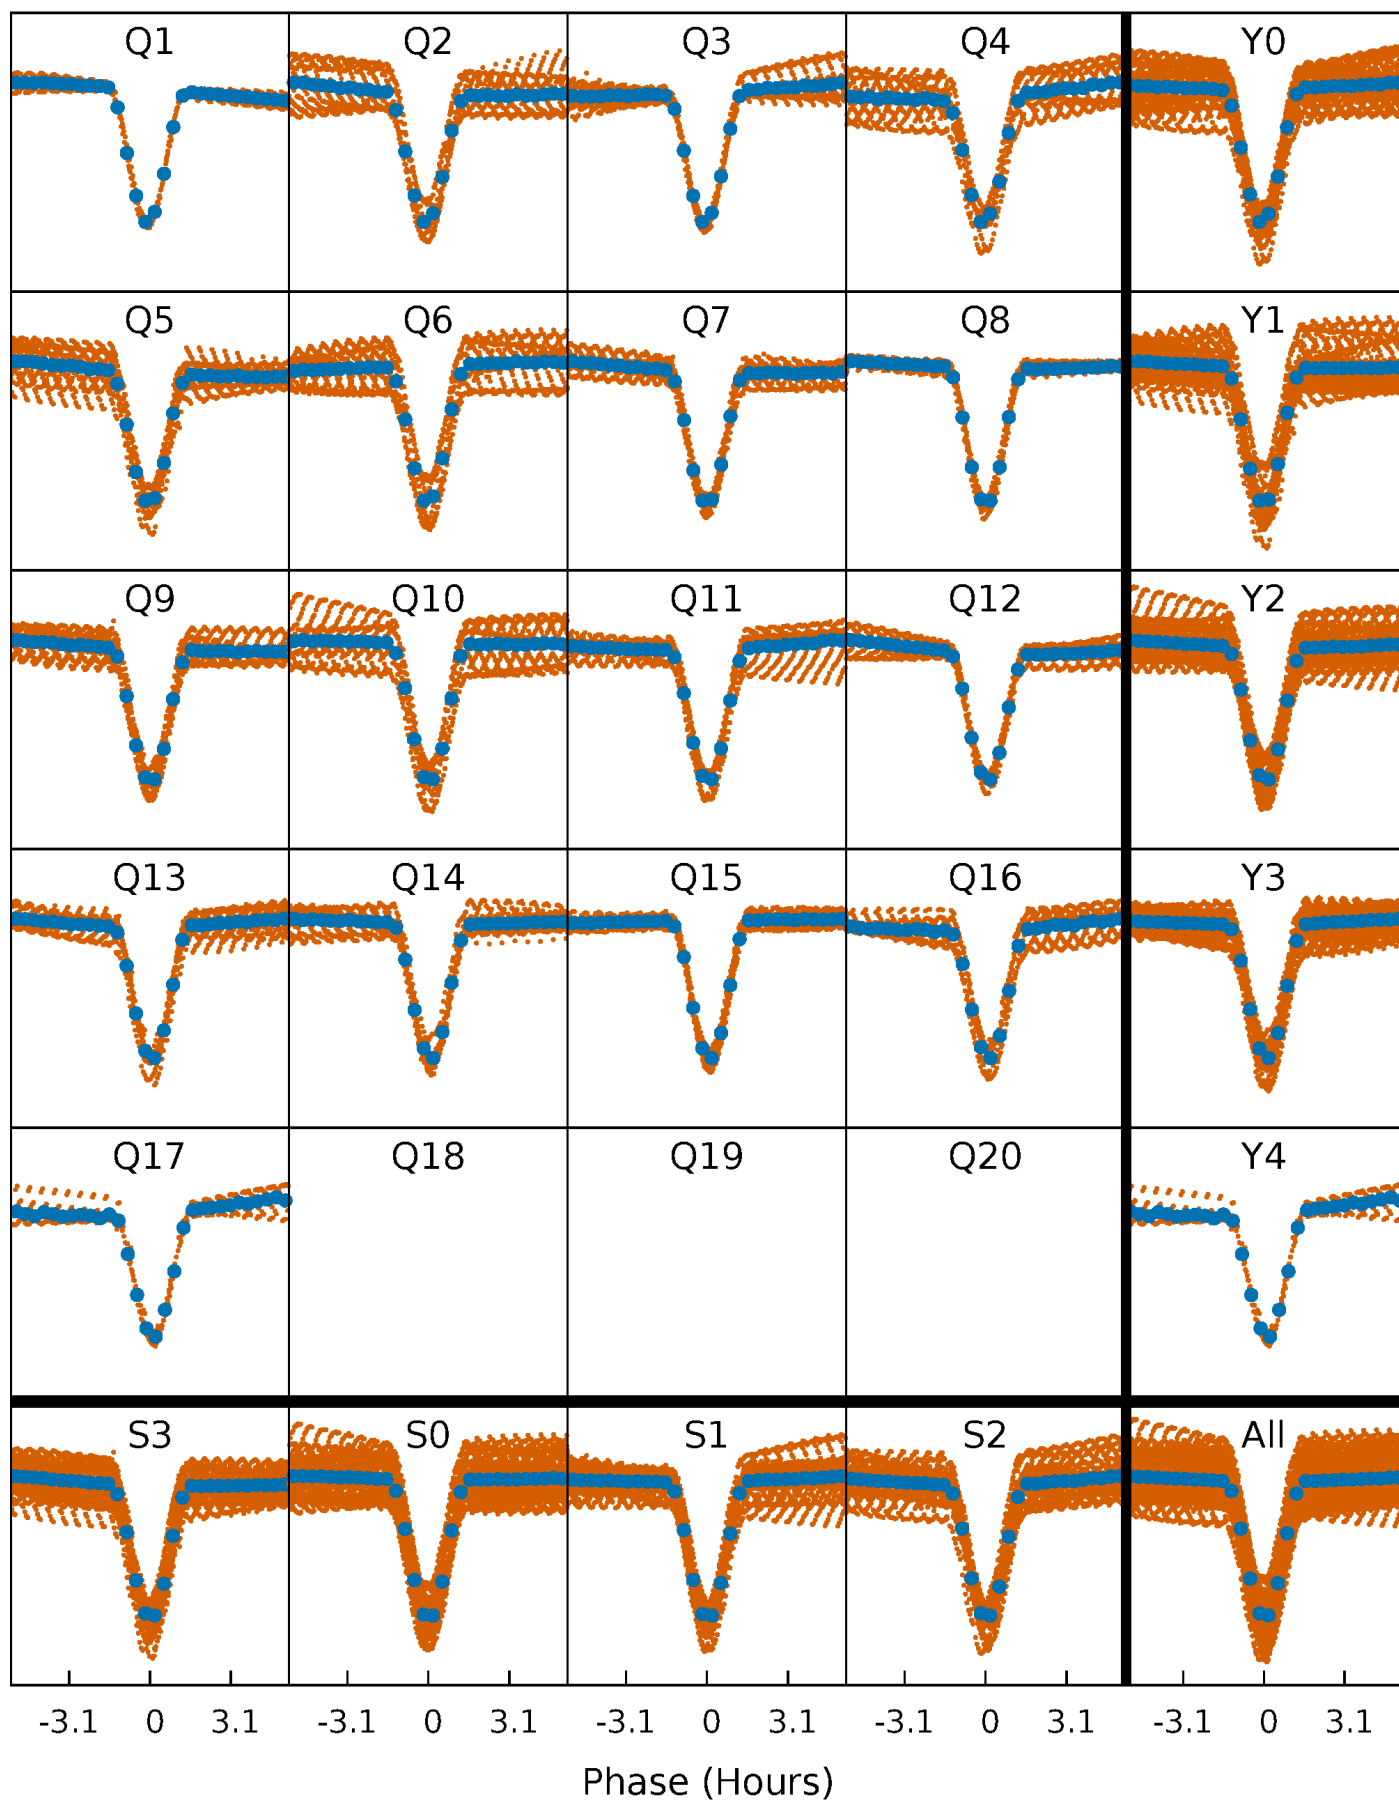 Q1 Q2 Q3 Q4 Y0
Q5 Q6 Q7 Q8 Y1
Q9 Q10 Q11 Q12 Y2
Q13 Q14 Q15 Q16 Y3
Q17 Q18 Q19 Q20 Y4
S3 S0 S1 S2 All
-3.1 0 3.1 -3.1 0 3.1 -3.1 0 3.1 -3.1 0 3.1 -3.1 0 3.1
Phase (Hours)